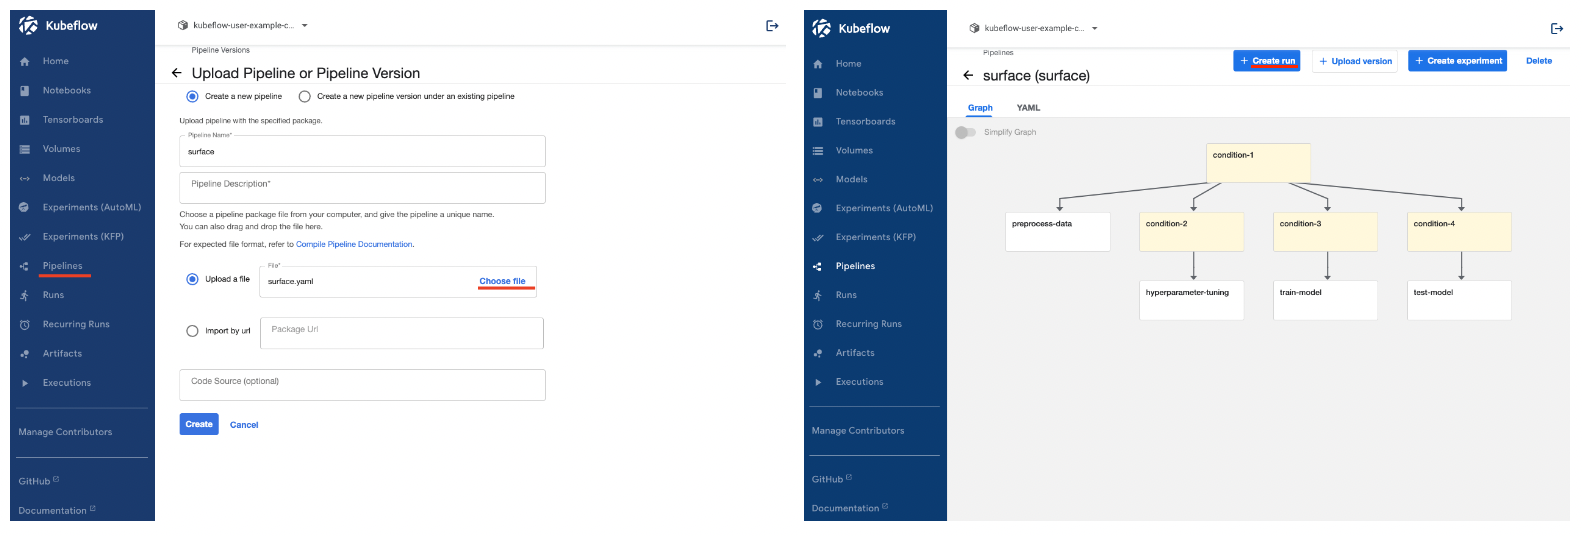 Kubeflow
kubeflow-user-example-c...
Home
Notebooks
Tensorboards
Volumes
Models
Experiments (AutoML)
Experiments (KFP)
Pipelines
Runs
Recurring Runs
Artifacts
Executions
Manage Contributors
GitHub
Documentation
Pipeline Versions
Upload Pipeline or Pipeline Version
Create a new pipeline
Create a new pipeline version under an existing pipeline
Upload pipeline with the specified package.
Pipeline Name*
surface
Pipeline Description*
Choose a pipeline package file from your computer, and give the pipeline a unique name.
You can also drag and drop the file here.
For expected file format, refer to Compile Pipeline Documentation.
Upload a file
File*
surface.yaml
Choose file
Import by url
Package Url
Code Source (optional)
Create
Cancel
Kubeflow
kubeflow-user-example-c...
Home
Notebooks
Tensorboards
Volumes
Models
Experiments (AutoML)
Experiments (KFP)
Pipelines
Runs
Recurring Runs
Artifacts
Executions
Manage Contributors
GitHub
Documentation
Pipelines
surface (surface)
+ Create run
+ Upload version
+ Create experiment
Delete
Graph
YAML
Simplify Graph
condition-1
preprocess-data
condition-2
condition-3
condition-4
hyperparameter-tuning
train-model
test-model